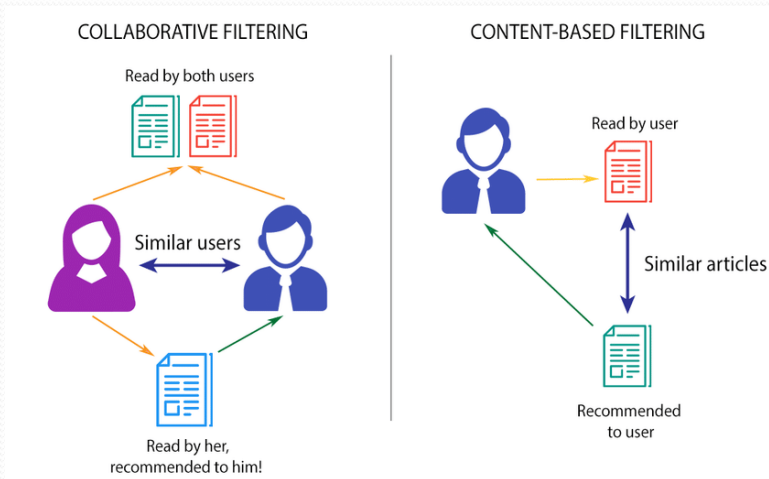 COLLABORATIVE FILTERING
Read by both users
Similar users
Read by her,
recommended to him!
CONTENT-BASED FILTERING
Read by user
Similar articles
Recommended
to user